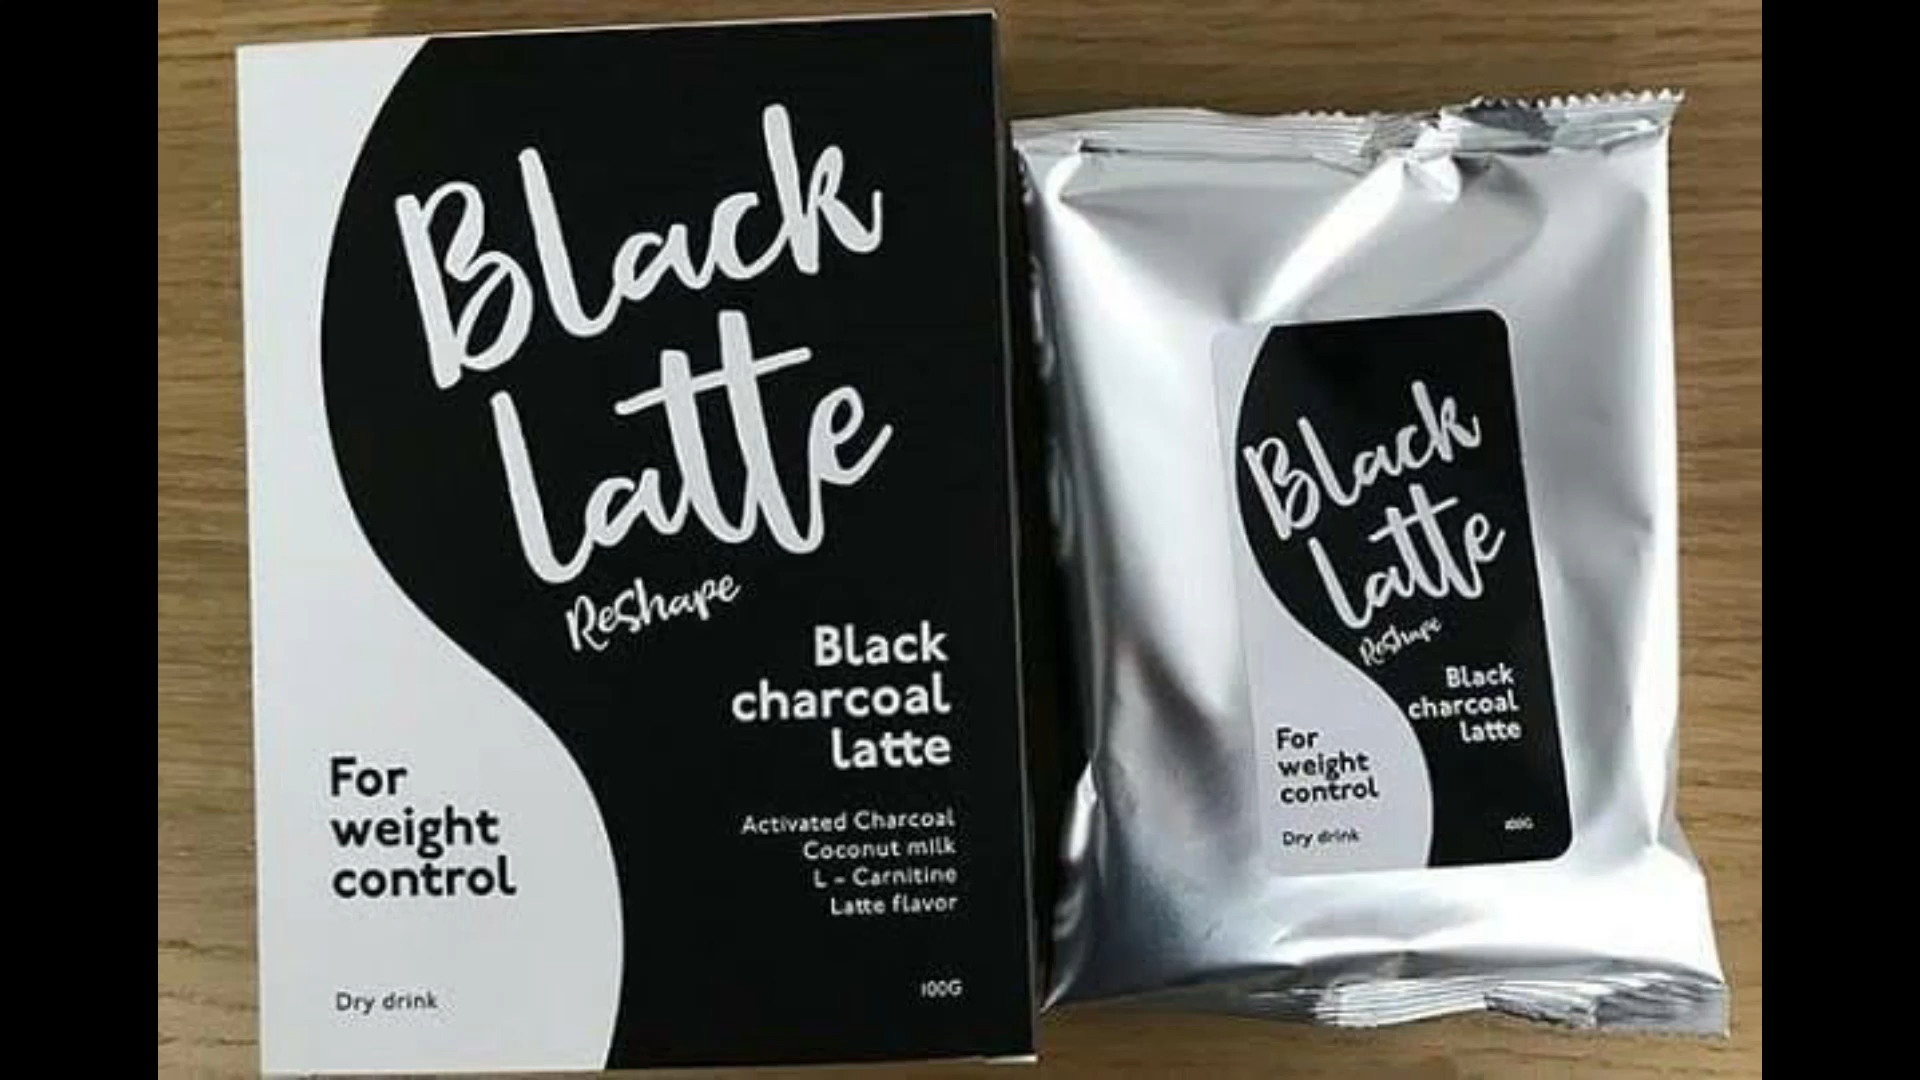 Black
Latte
Reshape
Black
charcoal
latte
For
weight
control
Activated Charcoal
Coconut milk
L - Carnitine
Latte flavor
Dry drink
100G
Black
Latte
Reshape
Black
charcoal
latte
For
weight
control
Dry drink
100G